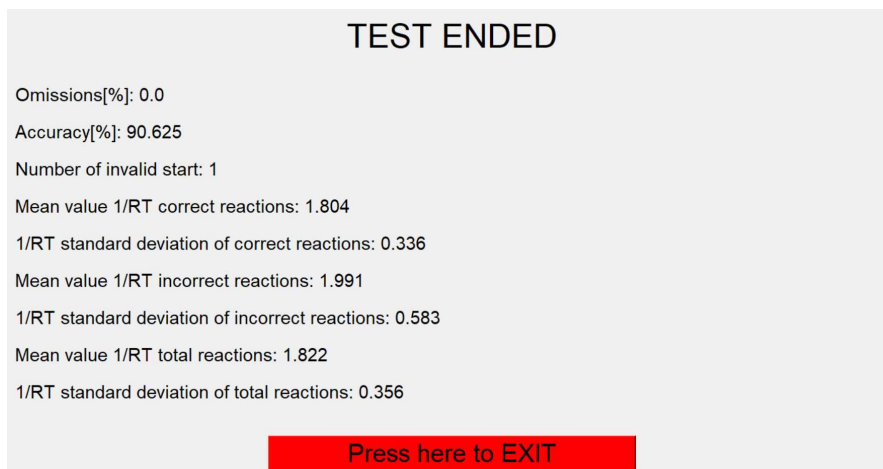 TEST ENDED
Omissions[%]: 0.0
Accuracy[%]: 90.625
Number of invalid start: 1
Mean value 1/RT correct reactions: 1.804
1/RT standard deviation of correct reactions: 0.336
Mean value 1/RT incorrect reactions: 1.991
1/RT standard deviation of incorrect reactions: 0.583
Mean value 1/RT total reactions: 1.822
1/RT standard deviation of total reactions: 0.356
Press here to EXIT